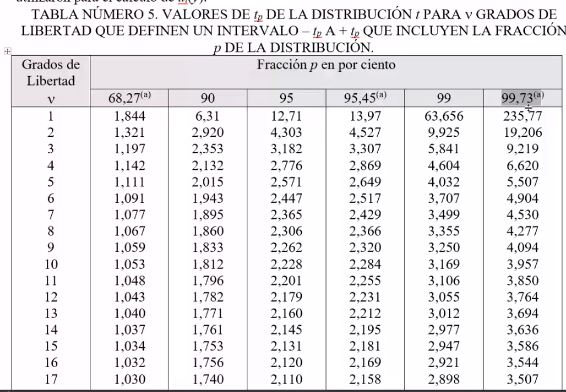 utilizaron para el cálculo de
TABLA NÚMERO 5. VALORES DE tp DE LA DISTRIBUCIÓN t PARA ν GRADOS DE
LIBERTAD QUE DEFINEN UN INTERVALO – tp A + tp QUE INCLUYEN LA FRACCIÓN
p DE LA DISTRIBUCIÓN.
Grados de Libertad ν Fracción p en por ciento
68,27(a) 90 95 95,45(a) 99 99,73(a)
1 1,844 6,31 12,71 13,97 63,656 235,77
2 1,321 2,920 4,303 4,527 9,925 19,206
3 1,197 2,353 3,182 3,307 5,841 9,219
4 1,142 2,132 2,776 2,869 4,604 6,620
5 1,111 2,015 2,571 2,649 4,032 5,507
6 1,091 1,943 2,447 2,517 3,707 4,904
7 1,077 1,895 2,365 2,429 3,499 4,530
8 1,067 1,860 2,306 2,366 3,355 4,277
9 1,059 1,833 2,262 2,320 3,250 4,094
10 1,053 1,812 2,228 2,284 3,169 3,957
11 1,048 1,796 2,201 2,255 3,106 3,850
12 1,043 1,782 2,179 2,231 3,055 3,764
13 1,040 1,771 2,160 2,212 3,012 3,694
14 1,037 1,761 2,145 2,195 2,977 3,636
15 1,034 1,753 2,131 2,181 2,947 3,586
16 1,032 1,756 2,120 2,169 2,921 3,544
17 1,030 1,740 2,110 2,158 2,898 3,507